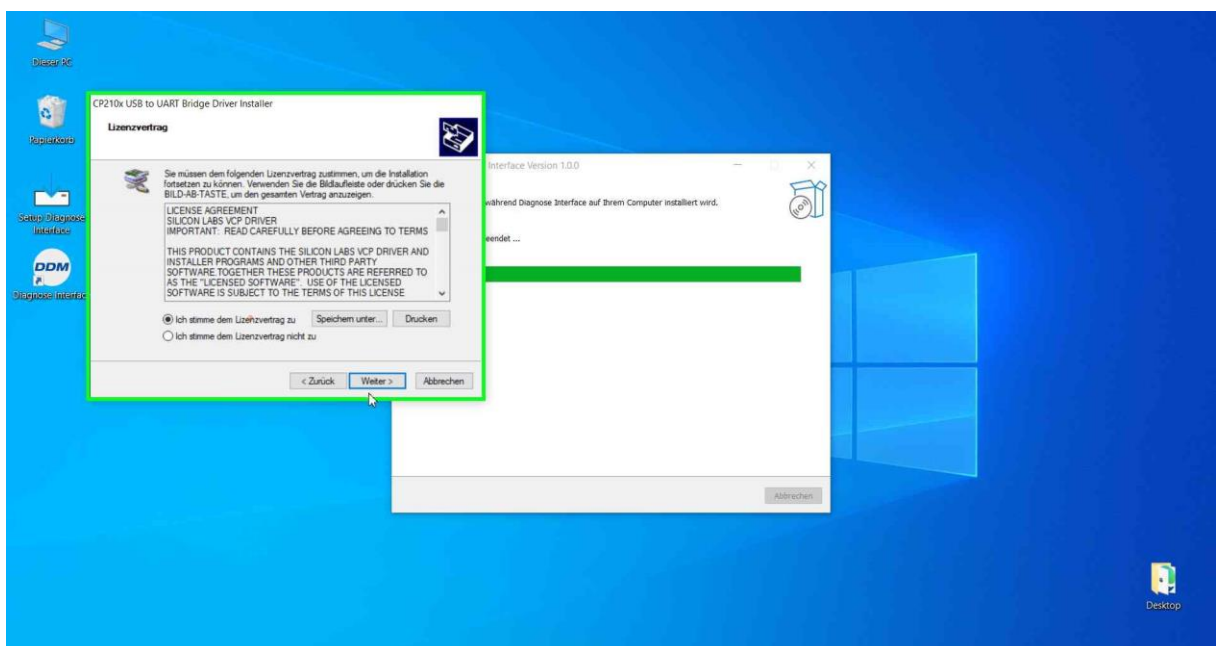 Dieser PC
Papierkorb
Setup Diagnose
Interface
DDM
Diagnose Interfac
CP210x USB to UART Bridge Driver Installer
Lizenzvertrag
Sie müssen dem folgenden Lizenzvertrag zustimmen, um die Installation
fortsetzen zu können. Verwenden Sie die Bildlaufleiste oder drücken Sie die
BILD-AB-TASTE, um den gesamten Vertrag anzuzeigen.
LICENSE AGREEMENT
SILICON LABS VCP DRIVER
IMPORTANT: READ CAREFULLY BEFORE AGREEING TO TERMS
THIS PRODUCT CONTAINS THE SILICON LABS VCP DRIVER AND
INSTALLER PROGRAMS AND OTHER THIRD PARTY
SOFTWARE. TOGETHER THESE PRODUCTS ARE REFERRED TO
AS THE "LICENSED SOFTWARE". USE OF THE LICENSED
SOFTWARE IS SUBJECT TO THE TERMS OF THIS LICENSE
Ich stimme dem Lizenzvertrag zu Speichern unter... Drucken
Ich stimme dem Lizenzvertrag nicht zu
< Zurück Weiter > Abbrechen
Interface Version 1.0.0
während Diagnose Interface auf Ihrem Computer installiert wird.
eendet ...
Abbrechen
Desktop